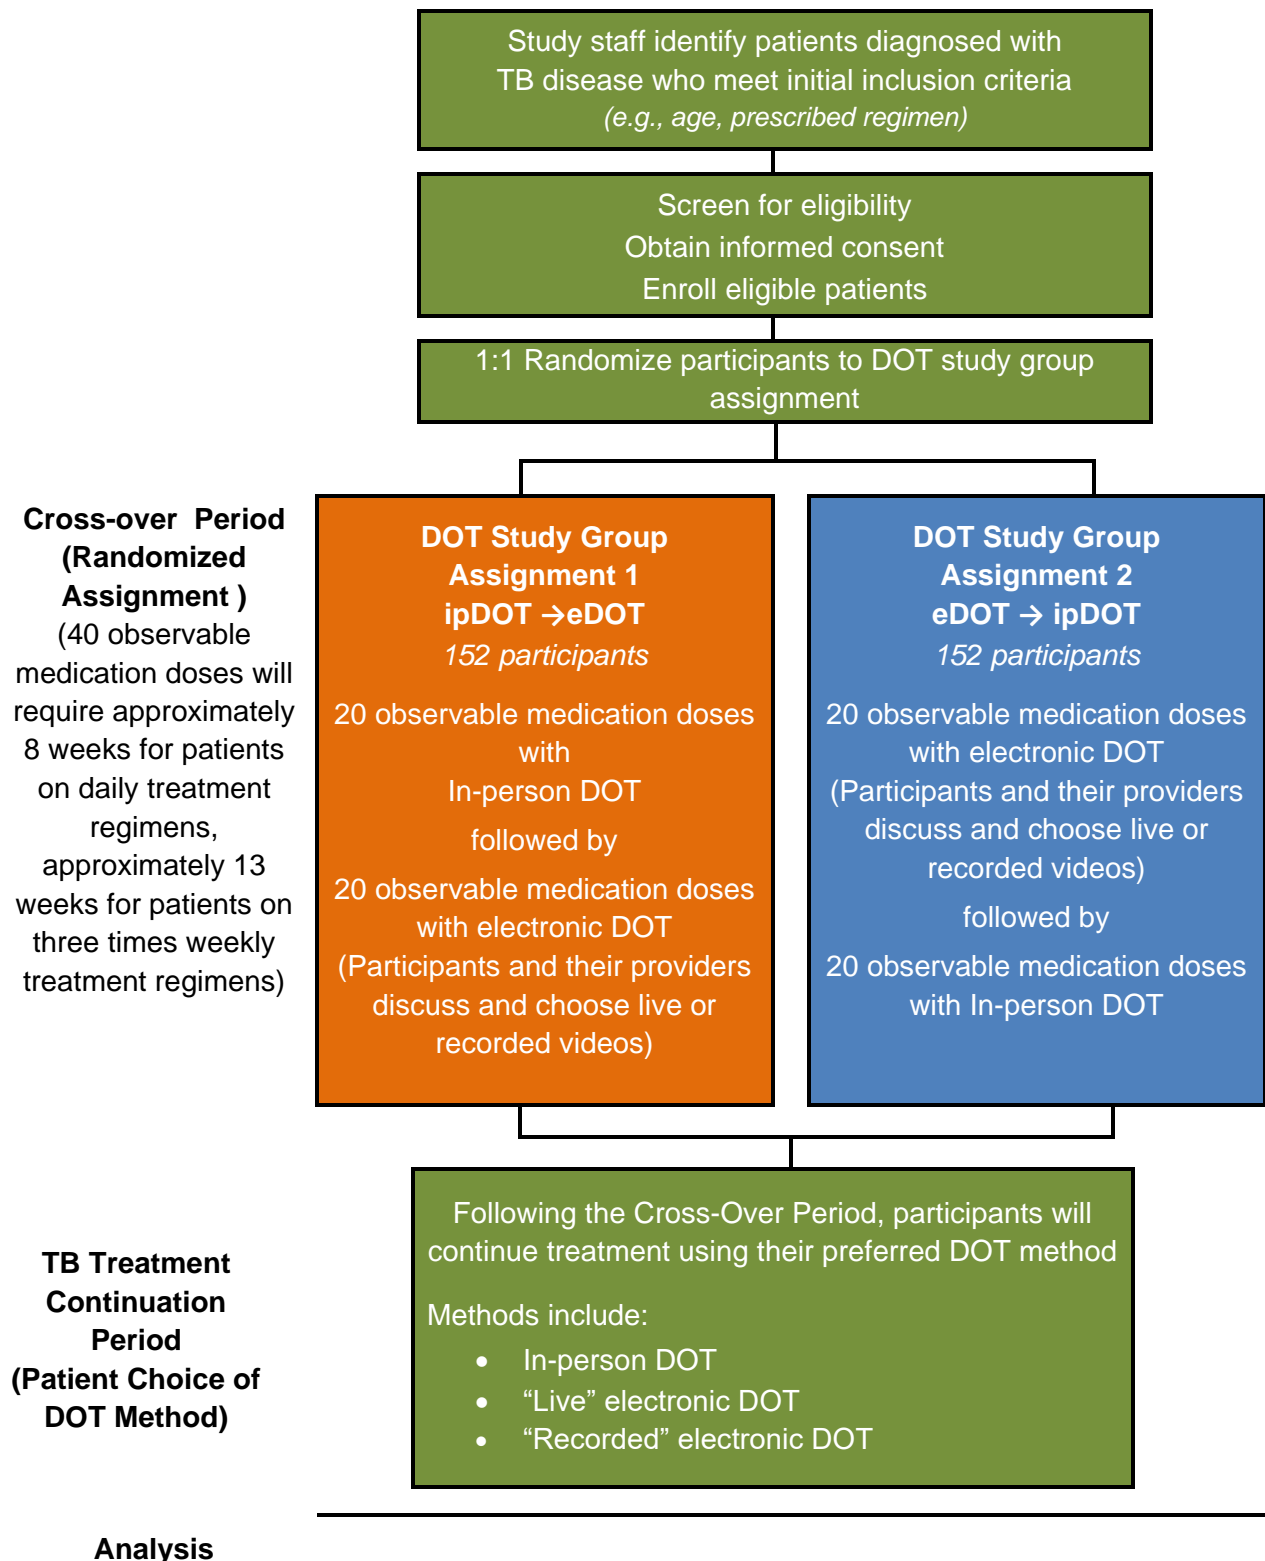 Study staff identify patients diagnosed with
TB disease who meet initial inclusion criteria
(e.g., age, prescribed regimen)
Screen for eligibility
Obtain informed consent
Enroll eligible patients
1:1 Randomize participants to DOT study group
assignment
Cross-over Period
(Randomized
Assignment )
(40 observable
medication doses will
require approximately
8 weeks for patients
on daily treatment
regimens,
approximately 13
weeks for patients on
three times weekly
treatment regimens)
DOT Study Group
Assignment 1
ipDOT →eDOT
152 participants
20 observable medication doses
with
In-person DOT
followed by
20 observable medication doses
with electronic DOT
(Participants and their providers
discuss and choose live or
recorded videos)
DOT Study Group
Assignment 2
eDOT → ipDOT
152 participants
20 observable medication doses
with electronic DOT
(Participants and their providers
discuss and choose live or
recorded videos)
followed by
20 observable medication doses
with In-person DOT
TB Treatment
Continuation
Period
(Patient Choice of
DOT Method)
Following the Cross-Over Period, participants will
continue treatment using their preferred DOT method
Methods include:
• In-person DOT
• “Live” electronic DOT
• “Recorded” electronic DOT
Analysis